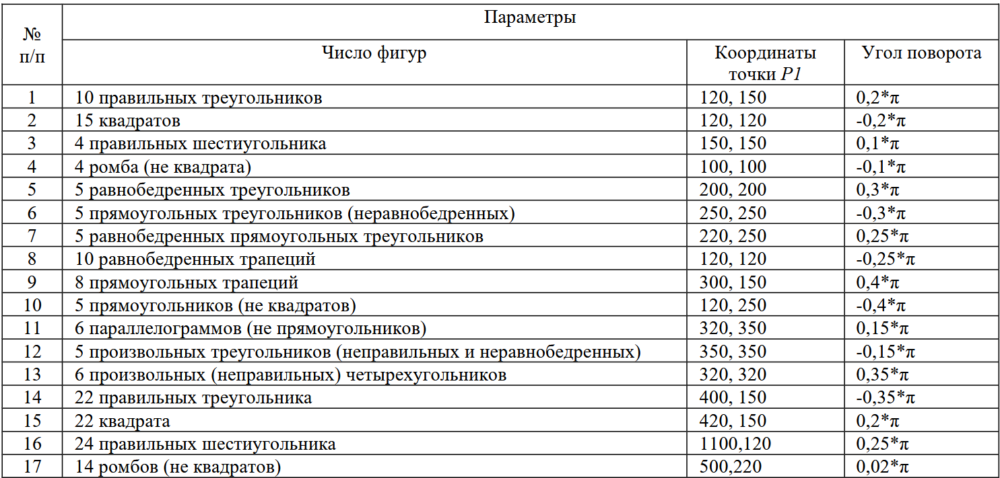 №
п/п
Параметры
Число фигур
Координаты
точки P1
Угол поворота
1 10 правильных треугольников 120, 150 0,2*π
2 15 квадратов 120, 120 -0,2*π
3 4 правильных шестиугольника 150, 150 0,1*π
4 4 ромба (не квадрата) 100, 100 -0,1*π
5 5 равнобедренных треугольников 200, 200 0,3*π
6 5 прямоугольных треугольников (неравнобедренных) 250, 250 -0,3*π
7 5 равнобедренных прямоугольных треугольников 220, 250 0,25*π
8 10 равнобедренных трапеций 120, 120 -0,25*π
9 8 прямоугольных трапеций 300, 150 0,4*π
10 5 прямоугольников (не квадратов) 120, 250 -0,4*π
11 6 параллелограммов (не прямоугольников) 320, 350 0,15*π
12 5 произвольных треугольников (неправильных и неравнобедренных) 350, 350 -0,15*π
13 6 произвольных (неправильных) четырехугольников 320, 320 0,35*π
14 22 правильных треугольника 400, 150 -0,35*π
15 22 квадрата 420, 150 0,2*π
16 24 правильных шестиугольника 1100,120 0,25*π
17 14 ромбов (не квадратов) 500,220 0,02*π